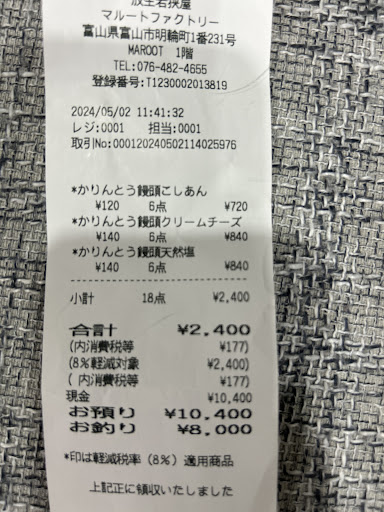 放生若狭屋
マルートファクトリー
富山県富山市明輪町1番231号
MAROOT 1階
TEL:076-482-4655
登録番号:T1230002013819
2024/05/02 11:41:32
レジ:0001 担当:0001
取引No:00012024050211402­5976
*かりんとう饅頭こしあん
¥120 6点 ¥720
*かりんとう饅頭クリームチーズ
¥140 6点 ¥840
*かりんとう饅頭天然塩
¥140 6点 ¥840
小計 18点 ¥2,400
合計 ¥2,400
(内消費税等 ¥177)
(8%軽減対象 ¥2,400)
( 内消費税等 ¥177)
現金 ¥10,400
お預り ¥10,400
お釣り ¥8,000
*印は軽減税率(8%)適用商品
上記正に領収いたしました